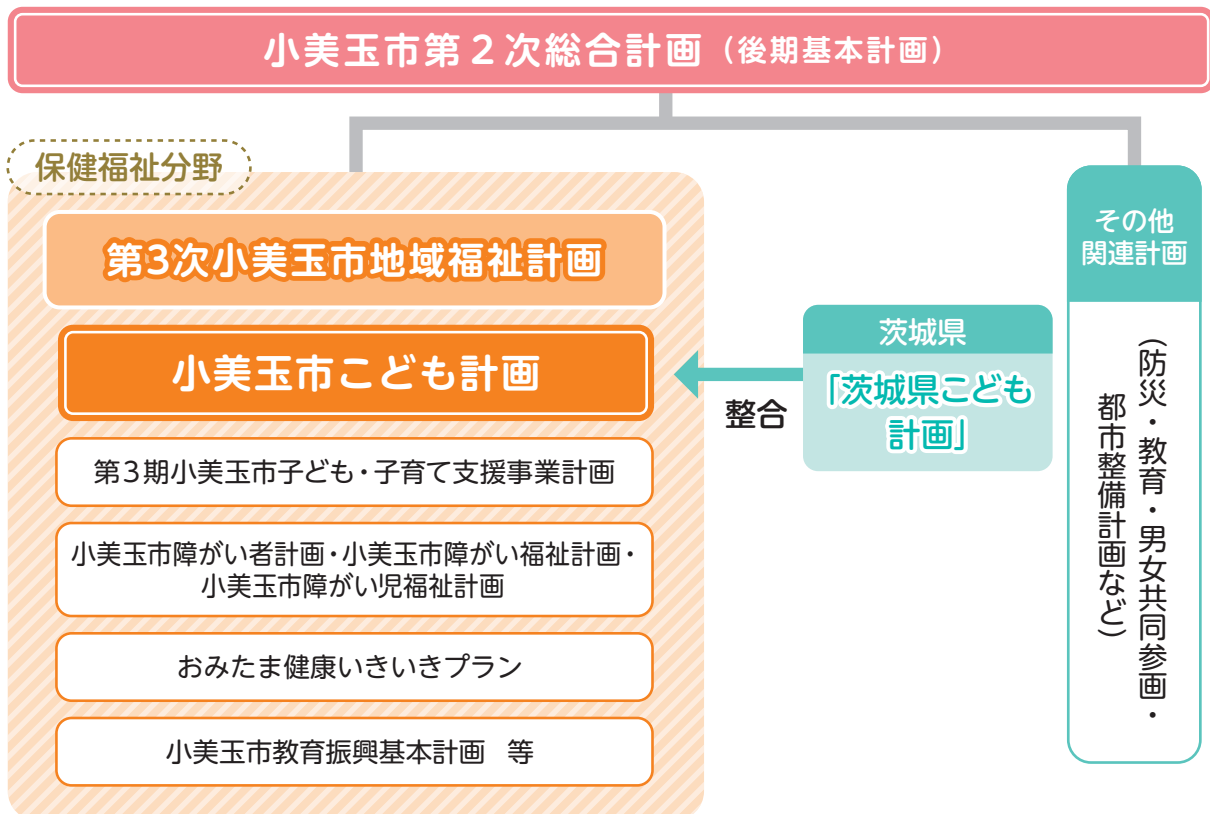 小美玉市第２次総合計画（後期基本計画）
保健福祉分野
第3次小美玉市地域福祉計画
小美玉市こども計画
第３期小美玉市子ども・子育て支援事業計画
小美玉市障がい者計画・小美玉市障がい福祉計画・
小美玉市障がい児福祉計画
おみたま健康いきいきプラン
小美玉市教育振興基本計画　等
整合
茨城県
「茨城県こども
計画」
その他
関連計画
（防災・教育・男女共同参画・
都市整備計画など）